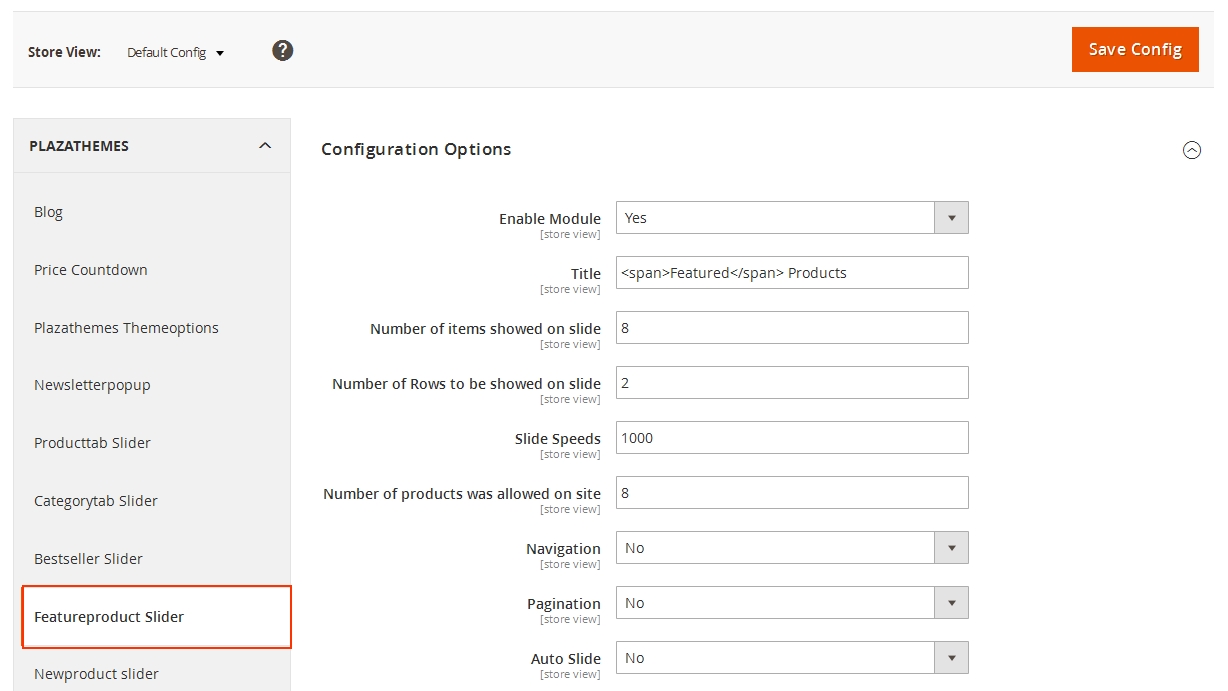 Store View: Default Config ?
Save Config
PLAZATHEMES
Blog
Price Countdown
Plazathemes Themeoptions
Newsletterpopup
Producttab Slider
Categorytab Slider
Bestseller Slider
Featureproduct Slider
Newproduct slider
Configuration Options
Enable Module Yes
[store view]
Title <span>Featured</span> Products
[store view]
Number of items showed on slide 8
[store view]
Number of Rows to be showed on slide 2
[store view]
Slide Speeds 1000
[store view]
Number of products was allowed on site 8
[store view]
Navigation No
[store view]
Pagination No
[store view]
Auto Slide No
[store view]